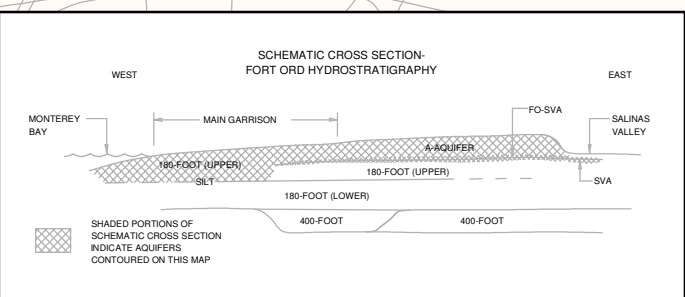 SCHEMATIC CROSS SECTION-
FORT ORD HYDROSTRATIGRAPHY
WEST
EAST
MONTEREY
BAY
MAIN GARRISON
FO-SVA
SALINAS
VALLEY
A-AQUIFER
180-FOOT (UPPER)
180-FOOT (UPPER)
SILT
SVA
180-FOOT (LOWER)
400-FOOT
400-FOOT
SHADED PORTIONS OF
SCHEMATIC CROSS SECTION
INDICATE AQUIFERS
CONTOURED ON THIS MAP